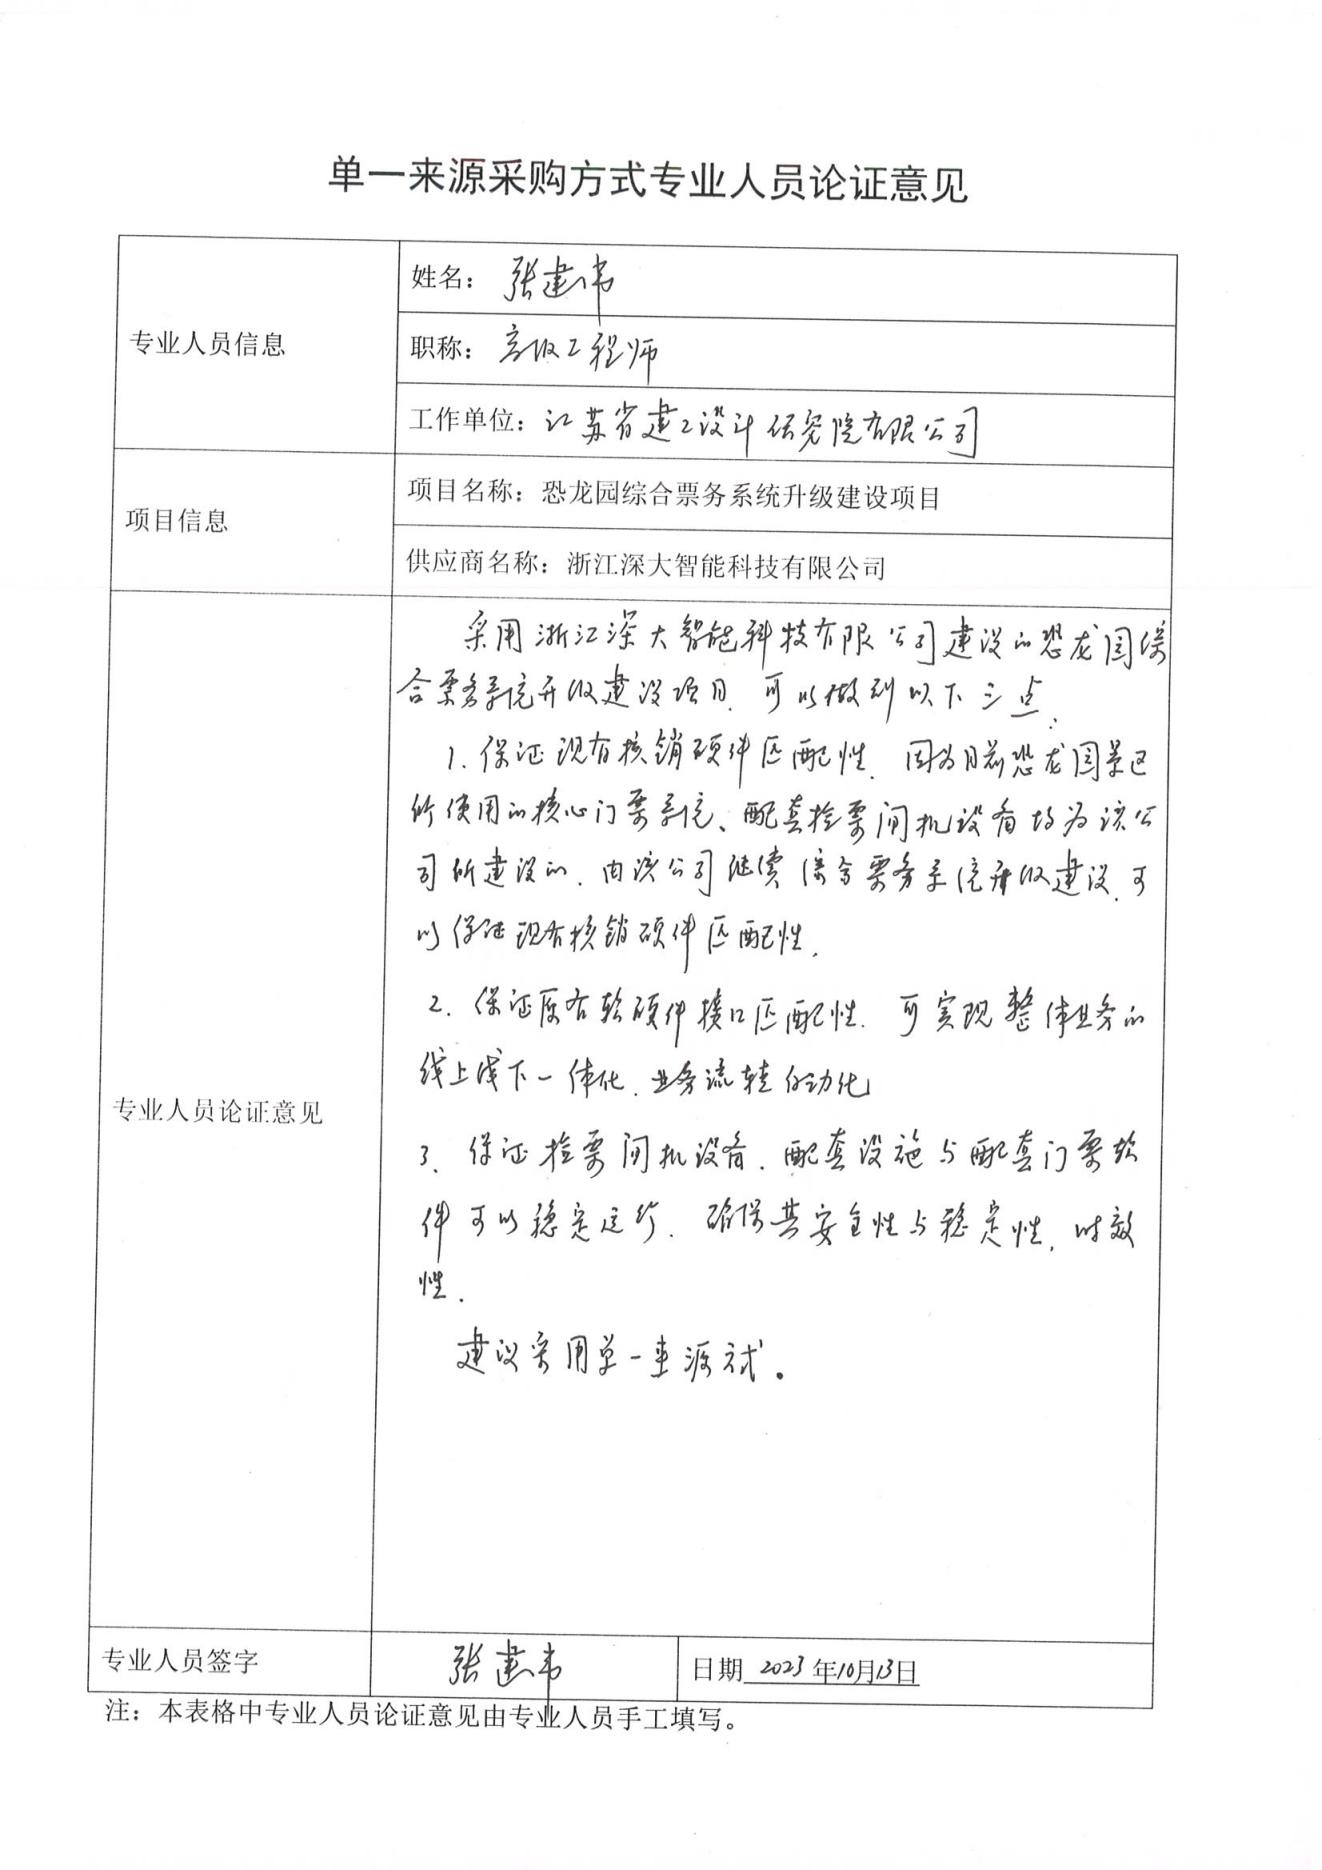 单一来源采购方式专业人员论证意见
专业人员信息
姓名：张建伟
职称：高级工程师
工作单位：江苏省建工设计研究院有限公司
项目信息
项目名称：恐龙园综合票务系统升级建设项目
供应商名称：浙江深大智能科技有限公司
专业人员论证意见
采用浙江深大智能科技有限公司建设的恐龙园综
合票务系统升级建设项目，可以做到以下三点：
1、保证现有核销硬件匹配性，因为目前恐龙园景区
所使用的核心门票系统、配套检票闸机设备均为该公
司所建设的，由该公司继续综合票务系统升级建设，可
以保证现有核销硬件匹配性。
2、保证原有软硬件接口匹配性，可实现整体业务的
线上线下一体化，业务流转自动化
3、保证检票闸机设备，配套设施与配套门票软
件可以稳定运行，确保其安全性与稳定性，时效
性。
建议采用单一来源方式。
专业人员签字
张建伟
日期 2023年10月13日
注：本表格中专业人员论证意见由专业人员手工填写。